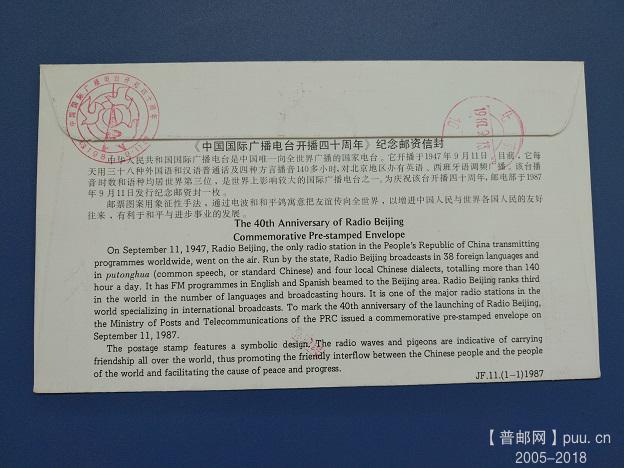 中国国际广播电台开播四十周年
《中国国际广播电台开播四十周年》纪念邮资信封
中华人民共和国国际广播电台是中国唯一向全世界广播的国家电台。它开播于1947年9月11日。目前，它每
天用三十八种外国语和汉语普通话及四种方言播音140多小时，对北京地区办有英语、西班牙语调频广播。该台播
音时数和语种均居世界第三位，是世界上影响较大的国际广播电台之一。为庆祝该台开播四十周年，邮电部于1987
年9月11日发行纪念邮资封一枚。
邮票图案用象征性手法，通过电波和和平鸽寓意把友谊传向全世界，以增进中国人民与世界各国人民的友好
往来，有利于和平与进步事业的发展。
The 40th Anniversary of Radio Beijing
Commemorative Pre-stamped Envelope
On September 11, 1947, Radio Beijing, the only radio station in the People's Republic of China transmitting
programmes worldwide, went on the air. Run by the state, Radio Beijing broadcasts in 38 foreign languages and
in putonghua (common speech, or standard Chinese) and four local Chinese dialects, totalling more than 140
hour a day. It has FM programmes in English and Spanish beamed to the Beijing area. Radio Beijing ranks third
in the world in the number of languages and broadcasting hours. It is one of the major radio stations in the
world specializing in international broadcasts. To mark the 40th anniversary of the launching of Radio Beijing,
the Ministry of Posts and Telecommunications of the PRC issued a commemorative pre-stamped envelope on
September 11, 1987.
The postage stamp features a symbolic design. The radio waves and pigeons are indicative of carrying
friendship all over the world, thus promoting the friendly interflow between the Chinese people and the people
of the world and facilitating the cause of peace and progress.
JF.11.(1-1)1987
【普邮网】puu.cn
2005-2018